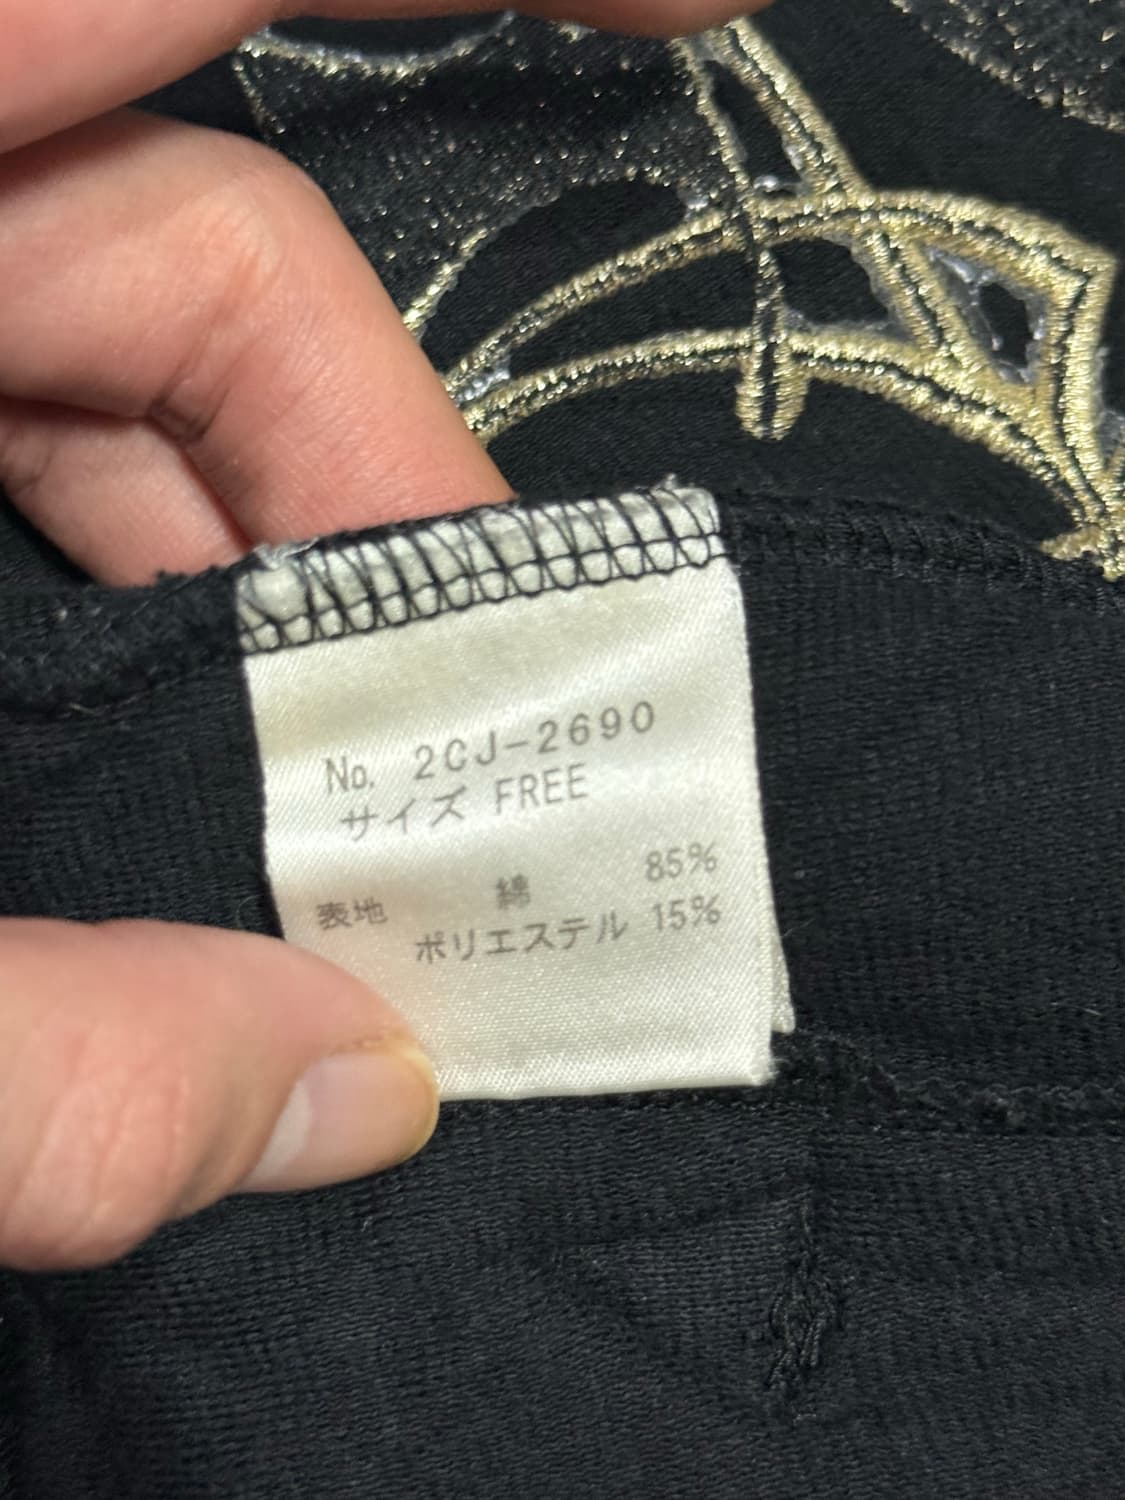 No. 2CJ-2690
サイズ FREE
表地 綿 85%
ポリエステル 15%